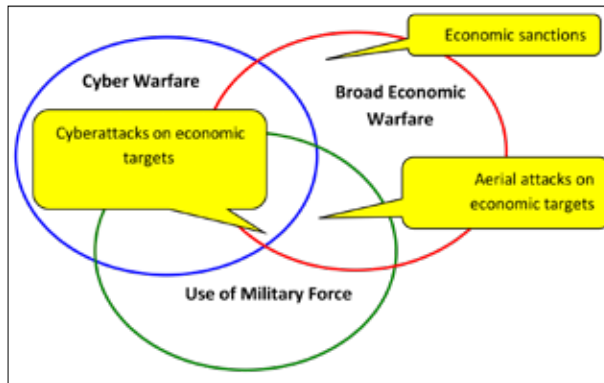 Economic sanctions
Cyber Warfare
Broad Economic
Warfare
Cyberattacks on economic
targets
Aerial attacks on
economic targets
Use of Military Force